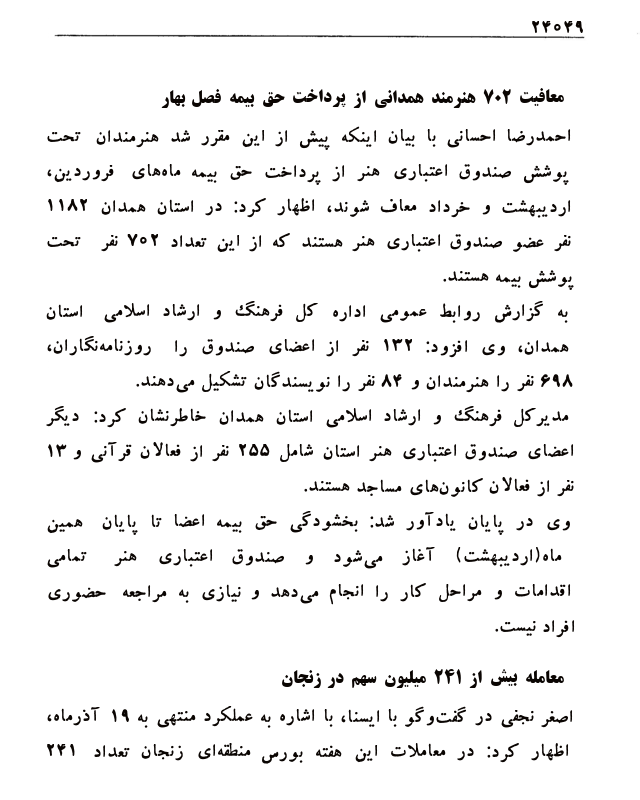 ۲۴۰۴۹
معافیت ۷۰۲ هنرمند همدانی از پرداخت حق بیمه فصل بهار
احمدرضا احسانی با بیان اینکه پیش از این مقرر شد هنرمندان تحت
پوشش صندوق اعتباری هنر از پرداخت حق بیمه ماه‌های فروردین،
اردیبهشت و خرداد معاف شوند، اظهار کرد: در استان همدان ۱۱۸۲
نفر عضو صندوق اعتباری هنر هستند که از این تعداد ۷۰۲ نفر تحت
پوشش بیمه هستند.
به گزارش روابط عمومی اداره کل فرهنگ و ارشاد اسلامی استان
همدان، وی افزود: ۱۳۲ نفر از اعضای صندوق را روزنامه‌نگاران،
۶۹۸ نفر را هنرمندان و ۸۴ نفر را نویسندگان تشکیل می‌دهند.
مدیرکل فرهنگ و ارشاد اسلامی استان همدان خاطرنشان کرد: دیگر
اعضای صندوق اعتباری هنر استان شامل ۲۵۵ نفر از فعالان قرآنی و ۱۳
نفر از فعالان کانون‌های مساجد هستند.
وی در پایان یادآور شد: بخشودگی حق بیمه اعضا تا پایان همین
ماه(اردیبهشت) آغاز می‌شود و صندوق اعتباری هنر تمامی
اقدامات و مراحل کار را انجام می‌دهد و نیازی به مراجعه حضوری
افراد نیست.
معامله بیش از ۲۴۱ میلیون سهم در زنجان
اصغر نجفی در گفت‌وگو با ایسنا، با اشاره به عملکرد منتهی به ۱۹ آذرماه،
اظهار کرد: در معاملات این هفته بورس منطقه‌ای زنجان تعداد ۲۴۱